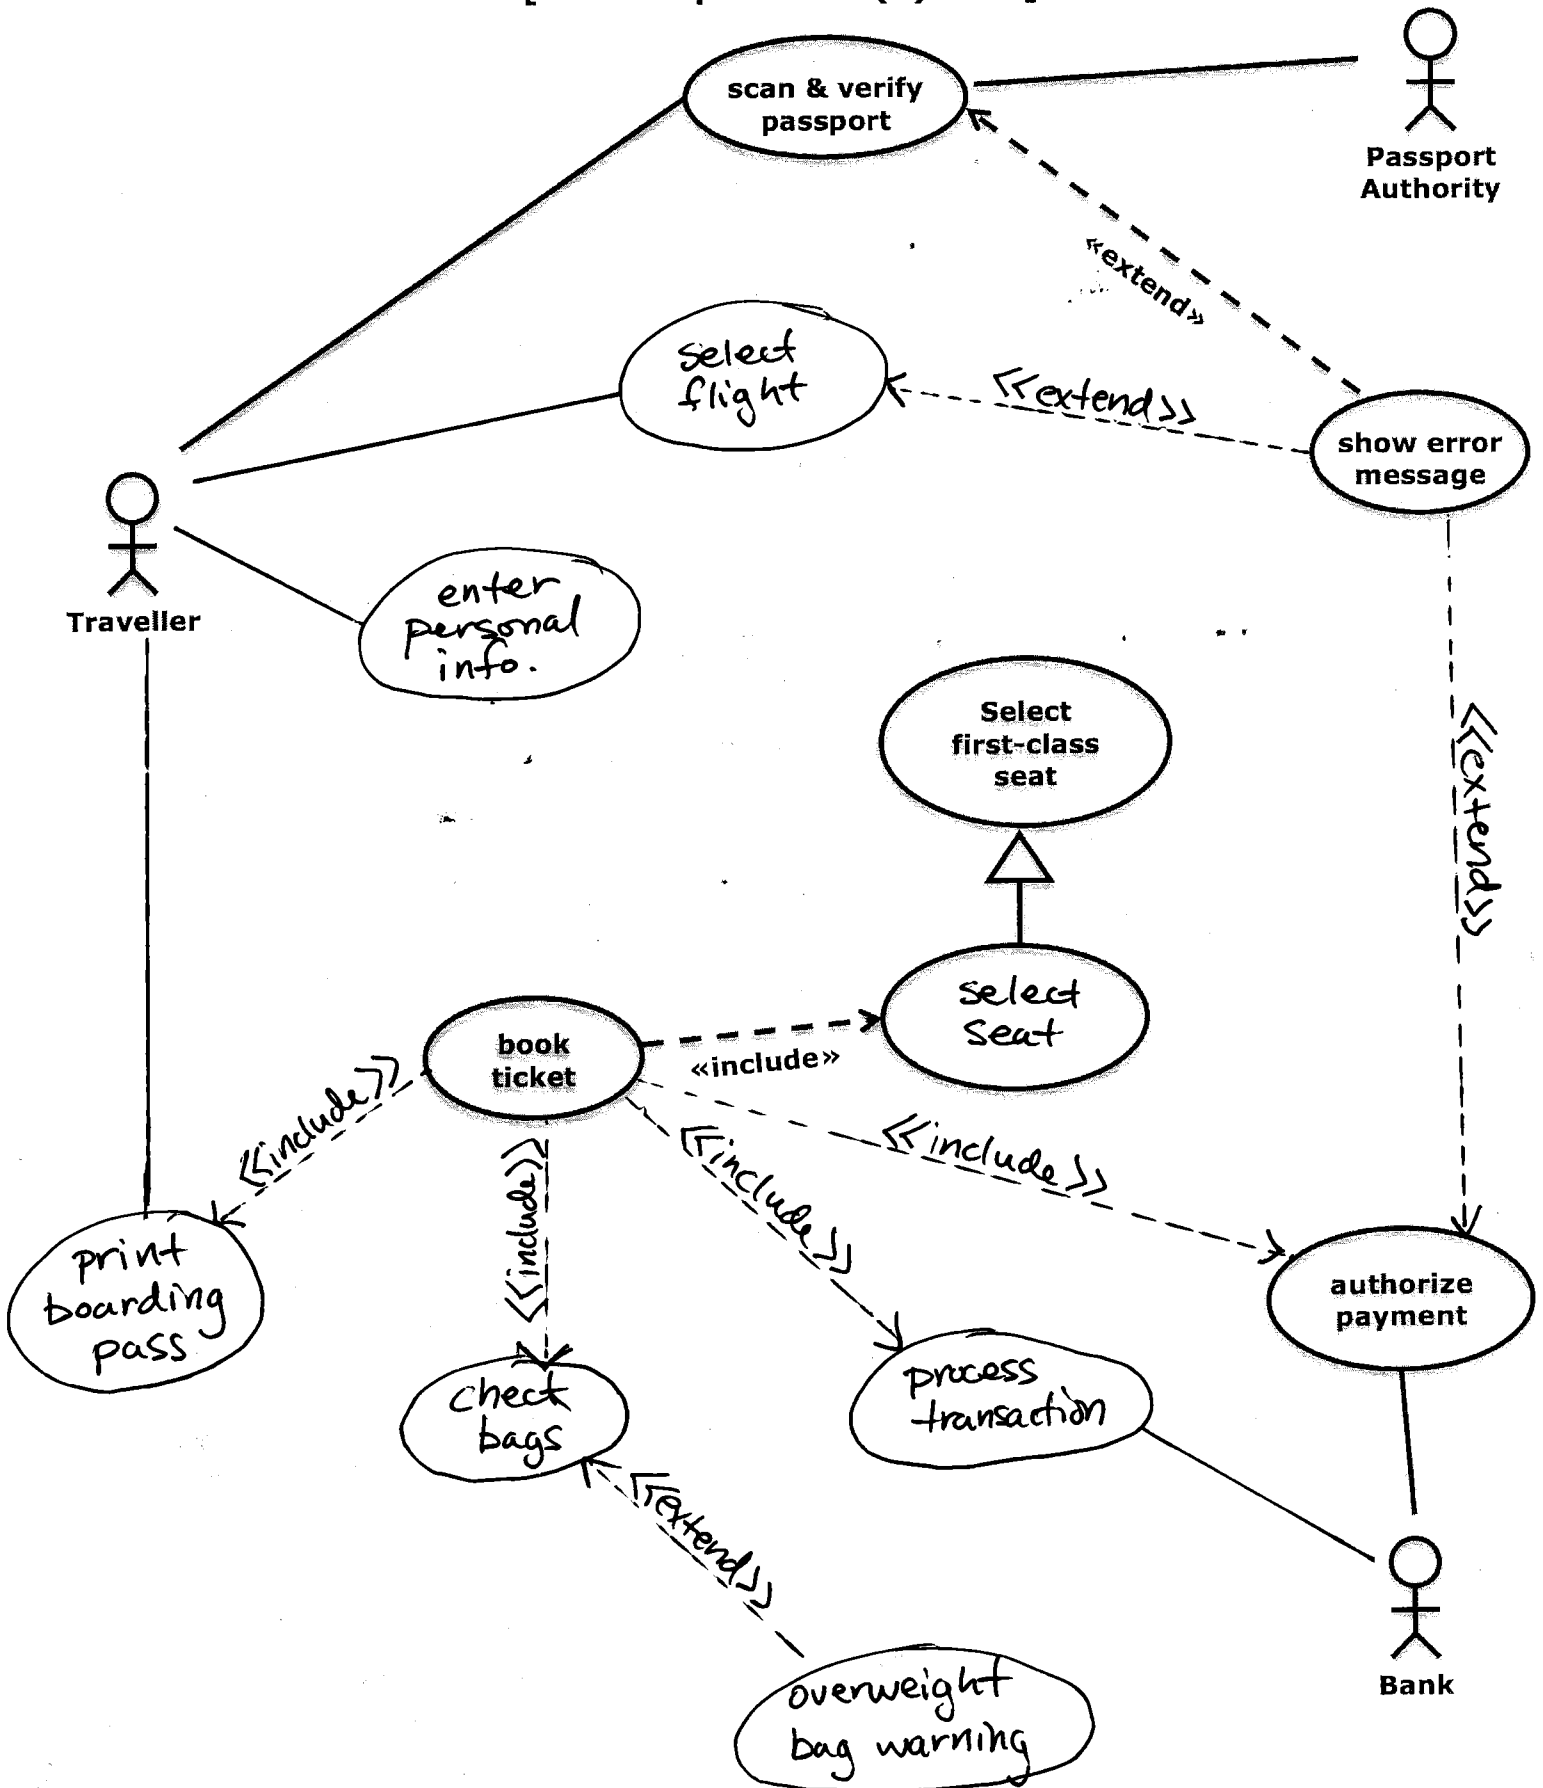 scan & verify
passport
Passport
Authority
«extend»
select
flight
<<extend>>
show error
message
Traveller
enter
personal
info.
Select
first-class
seat
<<extend>>
select
seat
book
ticket
«include»
<<include>>
<<include>>
<<include>>
<<include>>
print
boarding
pass
authorize
payment
check
bags
process
transaction
<<extend>>
Bank
overweight
bag warning